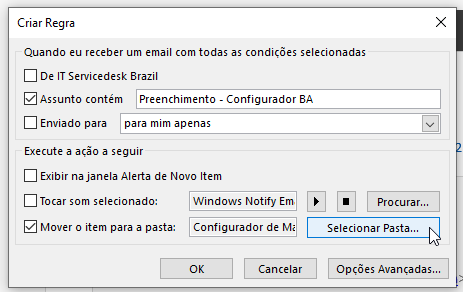 Criar Regra
Quando eu receber um email com todas as condições selecionadas
De IT Servicedesk Brazil
Assunto contém Preenchimento - Configurador BA
Enviado para para mim apenas
Execute a ação a seguir
Exibir na janela Alerta de Novo Item
Tocar som selecionado: Windows Notify Em Procurar...
Mover o item para a pasta: Configurador de Ma Selecionar Pasta...
OK Cancelar Opções Avançadas...